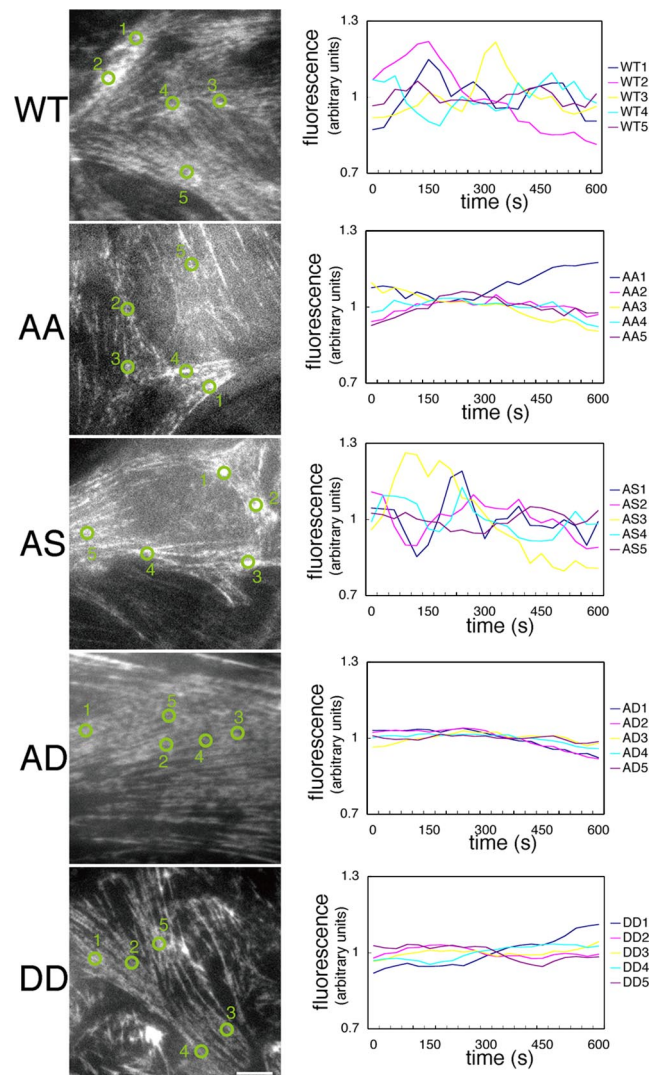 WT
1
2
4
3
5
fluorescence
(arbitrary units)
1.3
1
0.7
0 150 300 450 600
time (s)
WT1
WT2
WT3
WT4
WT5
AA
5
2
3
4
1
fluorescence
(arbitrary units)
1.3
1
0.7
0 150 300 450 600
time (s)
AA1
AA2
AA3
AA4
AA5
AS
1
2
5
4
3
fluorescence
(arbitrary units)
1.3
1
0.7
0 150 300 450 600
time (s)
AS1
AS2
AS3
AS4
AS5
AD
1
5
3
2
4
fluorescence
(arbitrary units)
1.3
1
0.7
0 150 300 450 600
time (s)
AD1
AD2
AD3
AD4
AD5
DD
1
2
5
3
4
fluorescence
(arbitrary units)
1.3
1
0.7
0 150 300 450 600
time (s)
DD1
DD2
DD3
DD4
DD5